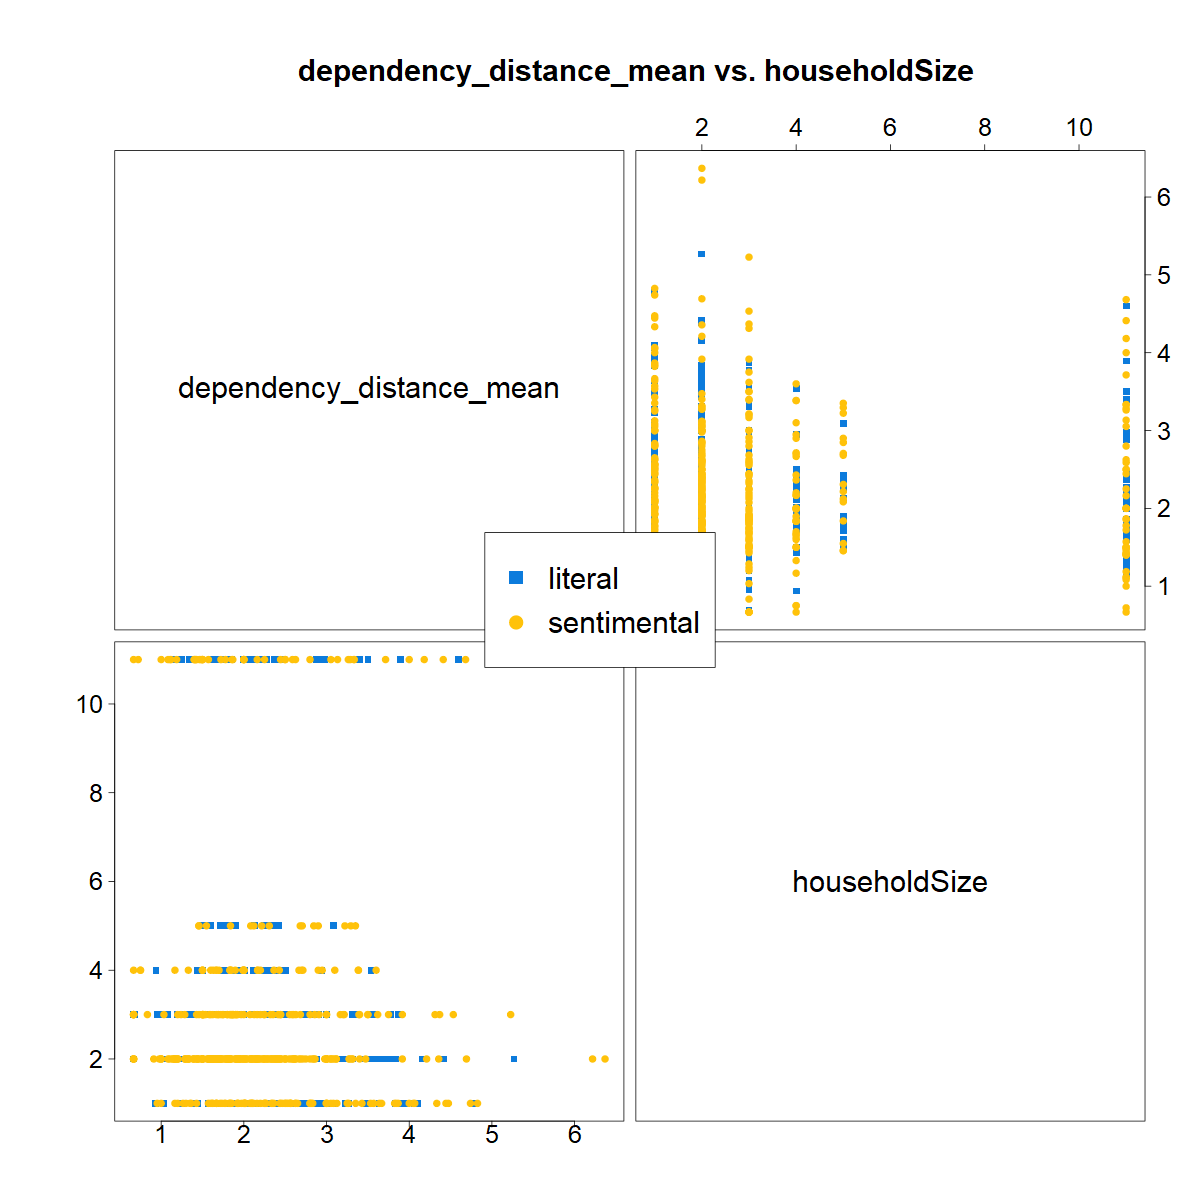 dependency_distance_mean vs. householdSize
2 4 6 8 10
dependency_distance_mean
6
5
4
3
2
1
literal
sentimental
10
8
6
4
2
householdSize
1 2 3 4 5 6